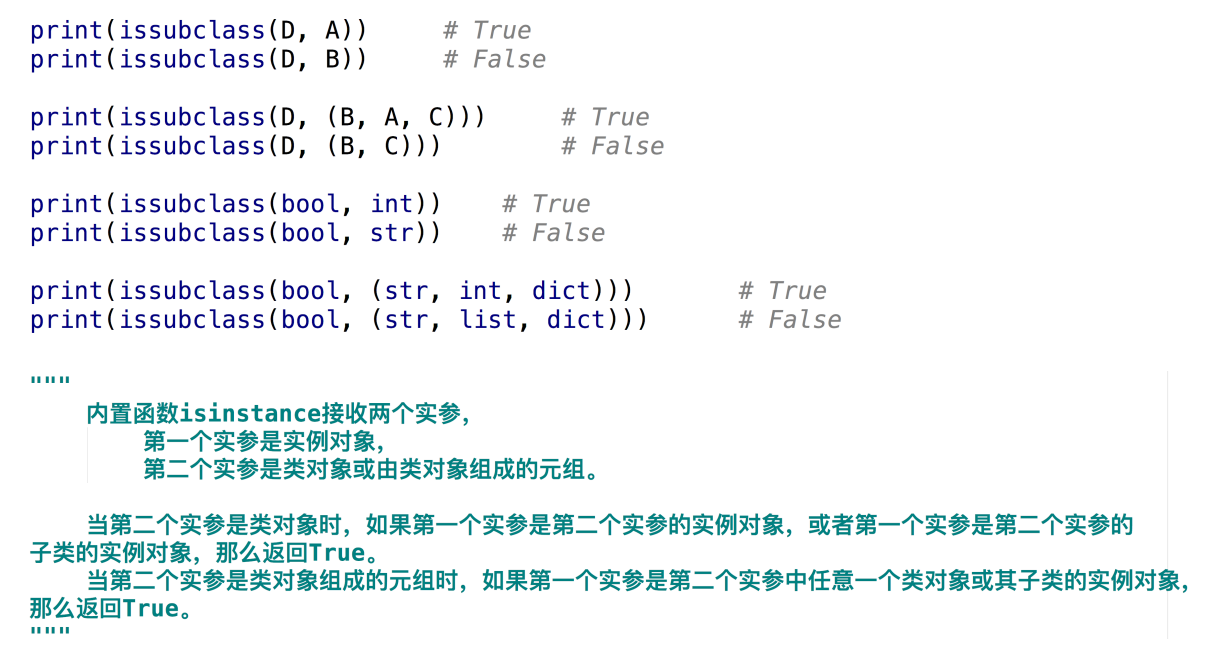 print(issubclass(D, A))     # True
print(issubclass(D, B))     # False
print(issubclass(D, (B, A, C)))     # True
print(issubclass(D, (B, C)))        # False
print(issubclass(bool, int))    # True
print(issubclass(bool, str))    # False
print(issubclass(bool, (str, int, dict)))       # True
print(issubclass(bool, (str, list, dict)))      # False
"""
    内置函数isinstance接收两个实参，
        第一个实参是实例对象，
        第二个实参是类对象或由类对象组成的元组。
    当第二个实参是类对象时，如果第一个实参是第二个实参的实例对象，或者第一个实参是第二个实参的
子类的实例对象，那么返回True。
    当第二个实参是类对象组成的元组时，如果第一个实参是第二个实参中任意一个类对象或其子类的实例对象，
那么返回True。
"""